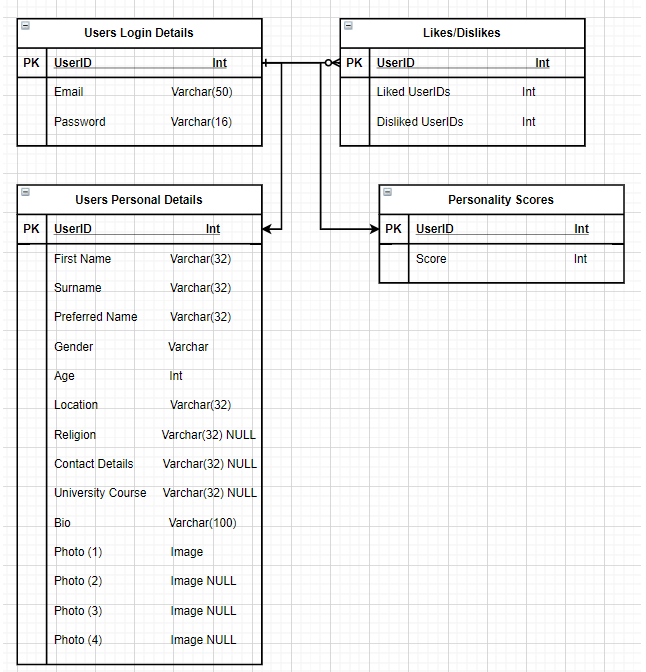 Users Login Details
PK UserID Int
Email Varchar(50)
Password Varchar(16)
Likes/Dislikes
PK UserID Int
Liked UserIDs Int
Disliked UserIDs Int
Users Personal Details
PK UserID Int
First Name Varchar(32)
Surname Varchar(32)
Preferred Name Varchar(32)
Gender Varchar
Age Int
Location Varchar(32)
Religion Varchar(32) NULL
Contact Details Varchar(32) NULL
University Course Varchar(32) NULL
Bio Varchar(100)
Photo (1) Image
Photo (2) Image NULL
Photo (3) Image NULL
Photo (4) Image NULL
Personality Scores
PK UserID Int
Score Int